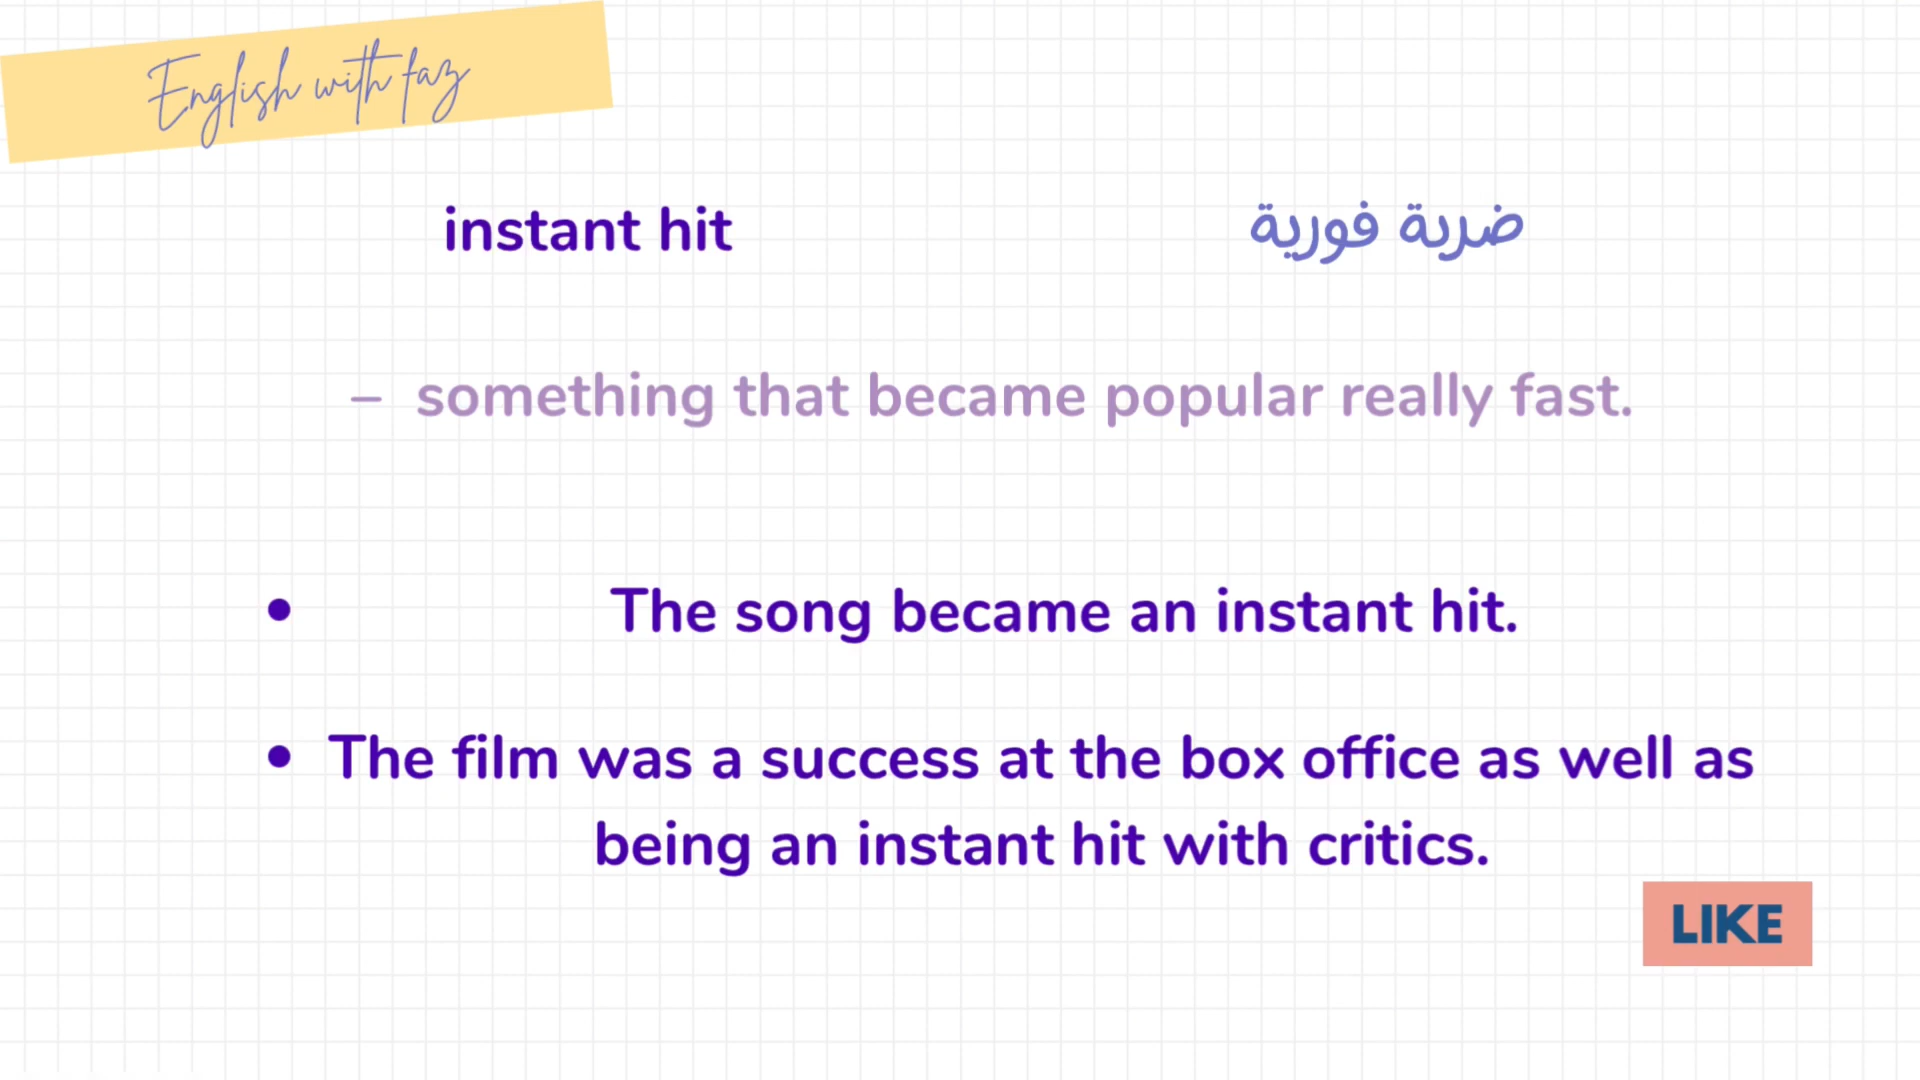 English with faz
instant hit
ضربة فورية
– something that became popular really fast.
• The song became an instant hit.
• The film was a success at the box office as well as
being an instant hit with critics.
LIKE